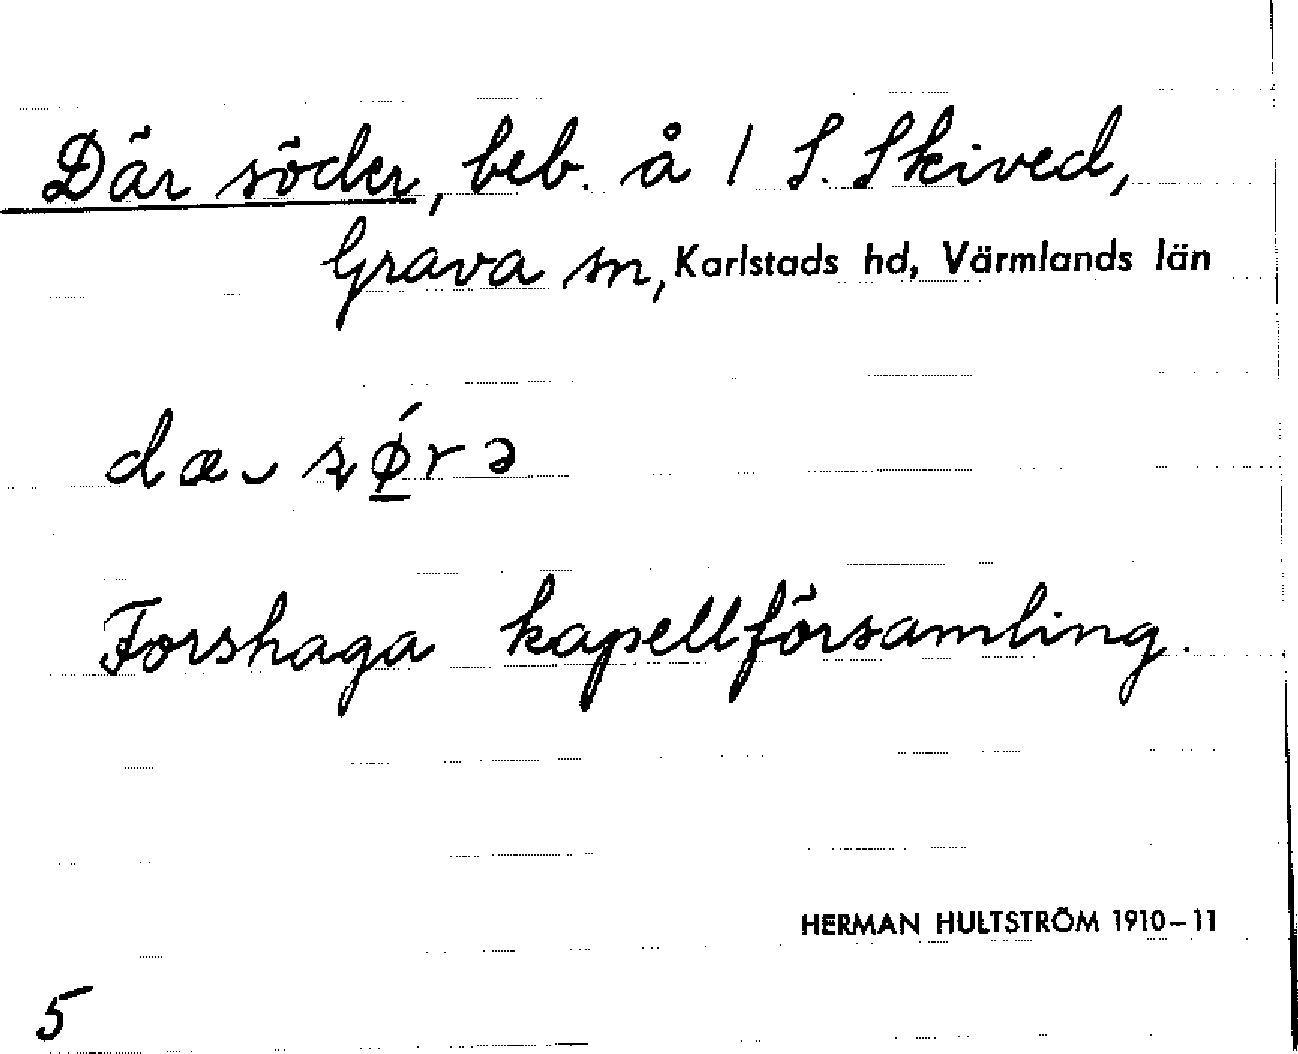 Där söder, beb. å 1 S. Skived,
Grava sn, Karlstads hd, Värmlands län
dæ‿ sǿ̲rə
Forshaga kapellförsamling.
HERMAN HULTSTRÖM 1910–11
5